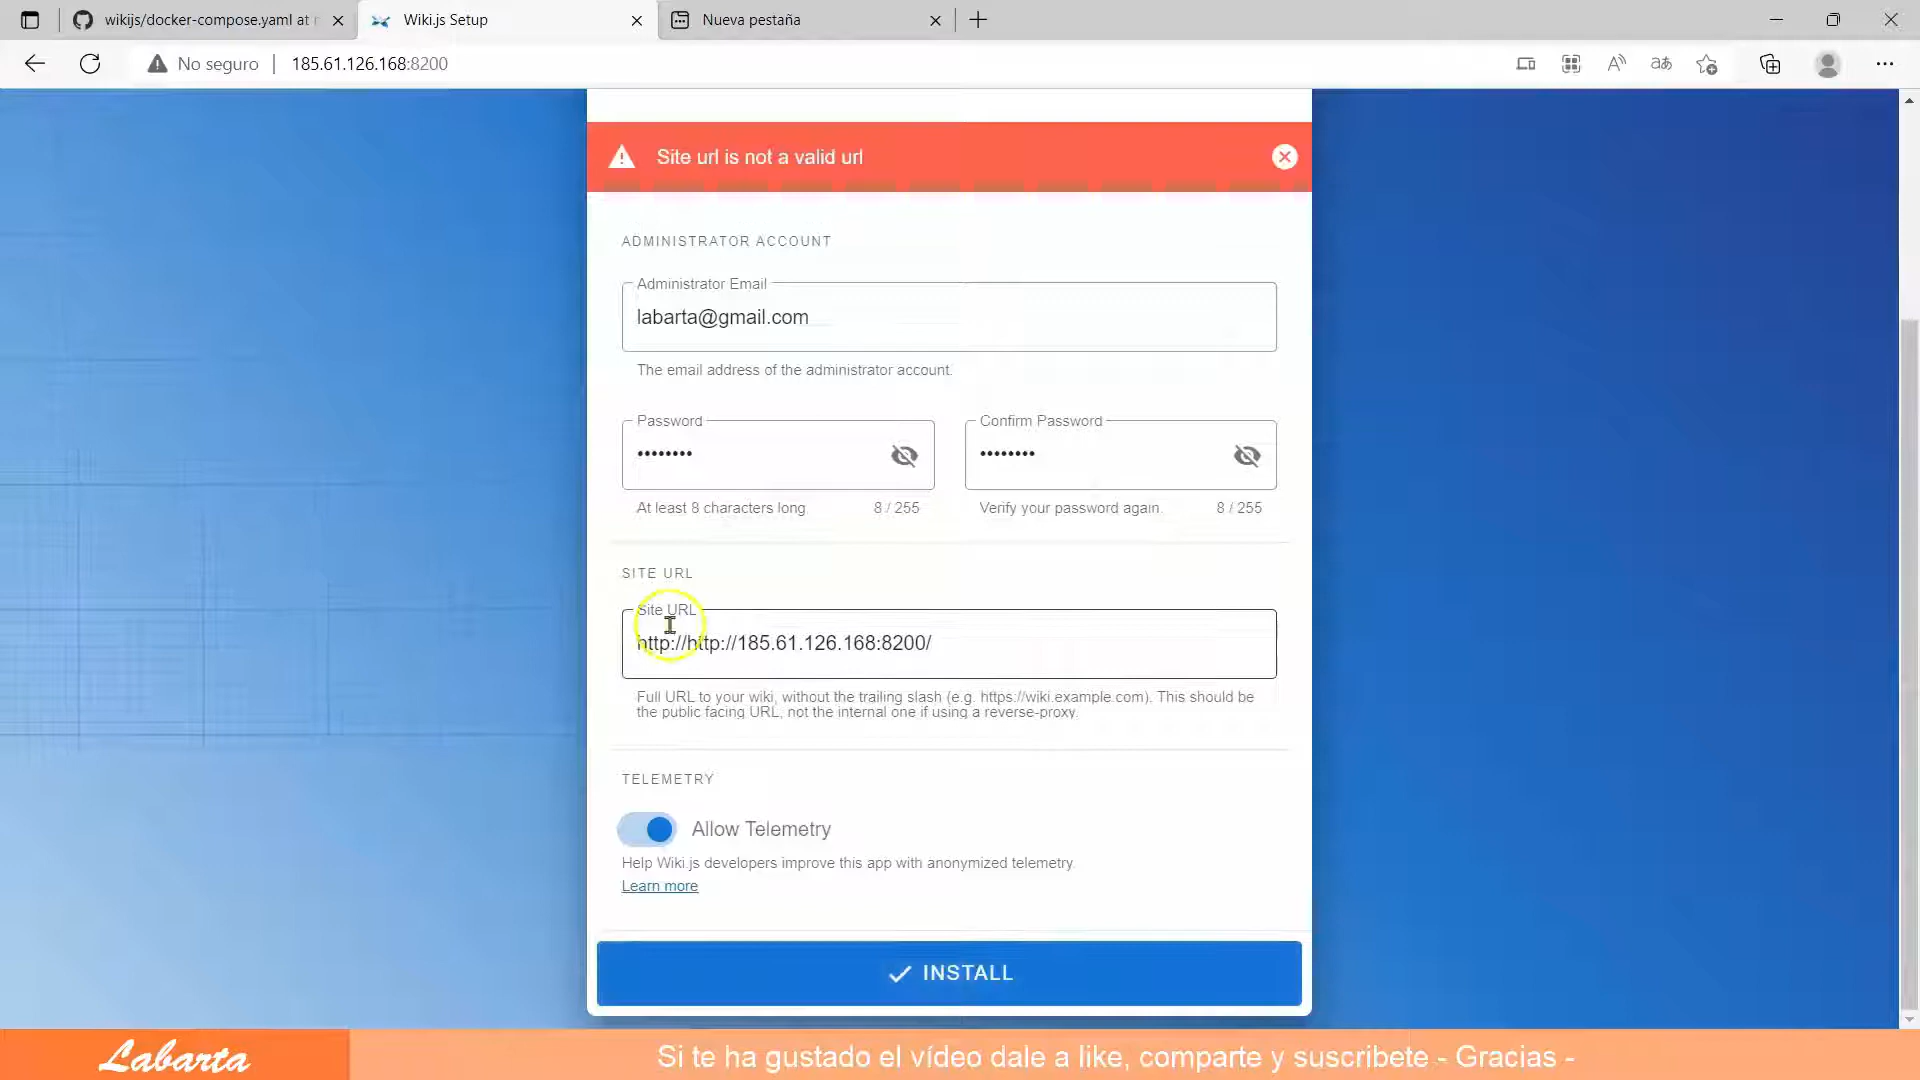 wikijs/docker-compose.yaml at
Wiki.js Setup
Nueva pestaña
No seguro
185.61.126.168:8200
Site url is not a valid url
ADMINISTRATOR ACCOUNT
Administrator Email
labarta@gmail.com
The email address of the administrator account.
Password
Confirm Password
••••••••
••••••••
At least 8 characters long.
8 / 255
Verify your password again.
8 / 255
SITE URL
Site URL
http://http://185.61.126.168:8200/
Full URL to your wiki, without the trailing slash (e.g. https://wiki.example.com). This should be
the public facing URL, not the internal one if using a reverse-proxy.
TELEMETRY
Allow Telemetry
Help Wiki.js developers improve this app with anonymized telemetry.
Learn more
INSTALL
Labarta
Si te ha gustado el vídeo dale a like, comparte y suscribete - Gracias -